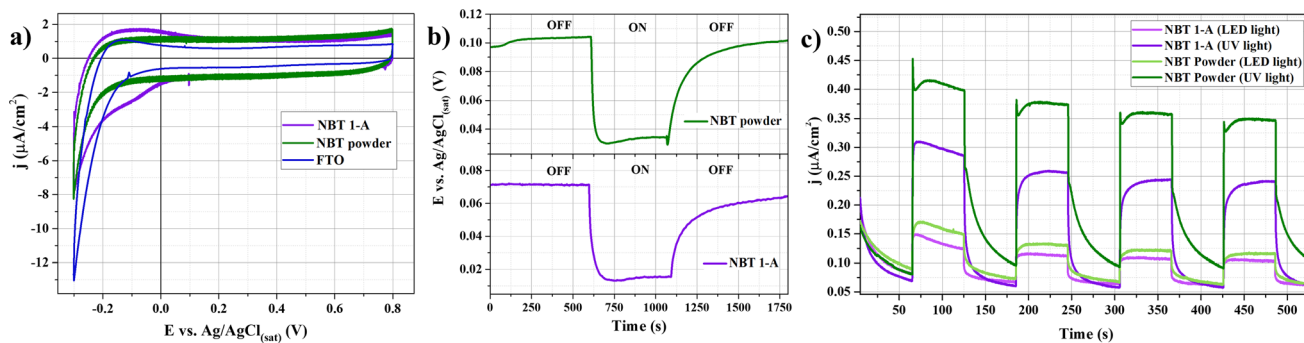 a)
j (μA/cm²)
2
0
-2
-4
-6
-8
-10
-12
NBT 1-A
NBT powder
FTO
-0.2
0.0
0.2
0.4
0.6
0.8
E vs. Ag/AgCl(sat) (V)
b)
E vs. Ag/AgCl(sat) (V)
OFF ON OFF
0.10
0.08
0.06
0.04
NBT powder
OFF ON OFF
0.08
0.06
0.04
0.02
NBT 1-A
0 250 500 750 1000 1250 1500 1750
Time (s)
c)
j (μA/cm²)
0.50
0.45
0.40
0.35
0.30
0.25
0.20
0.15
0.10
0.05
NBT 1-A (LED light)
NBT 1-A (UV light)
NBT Powder (LED light)
NBT Powder (UV light)
50 100 150 200 250 300 350 400 450 500
Time (s)